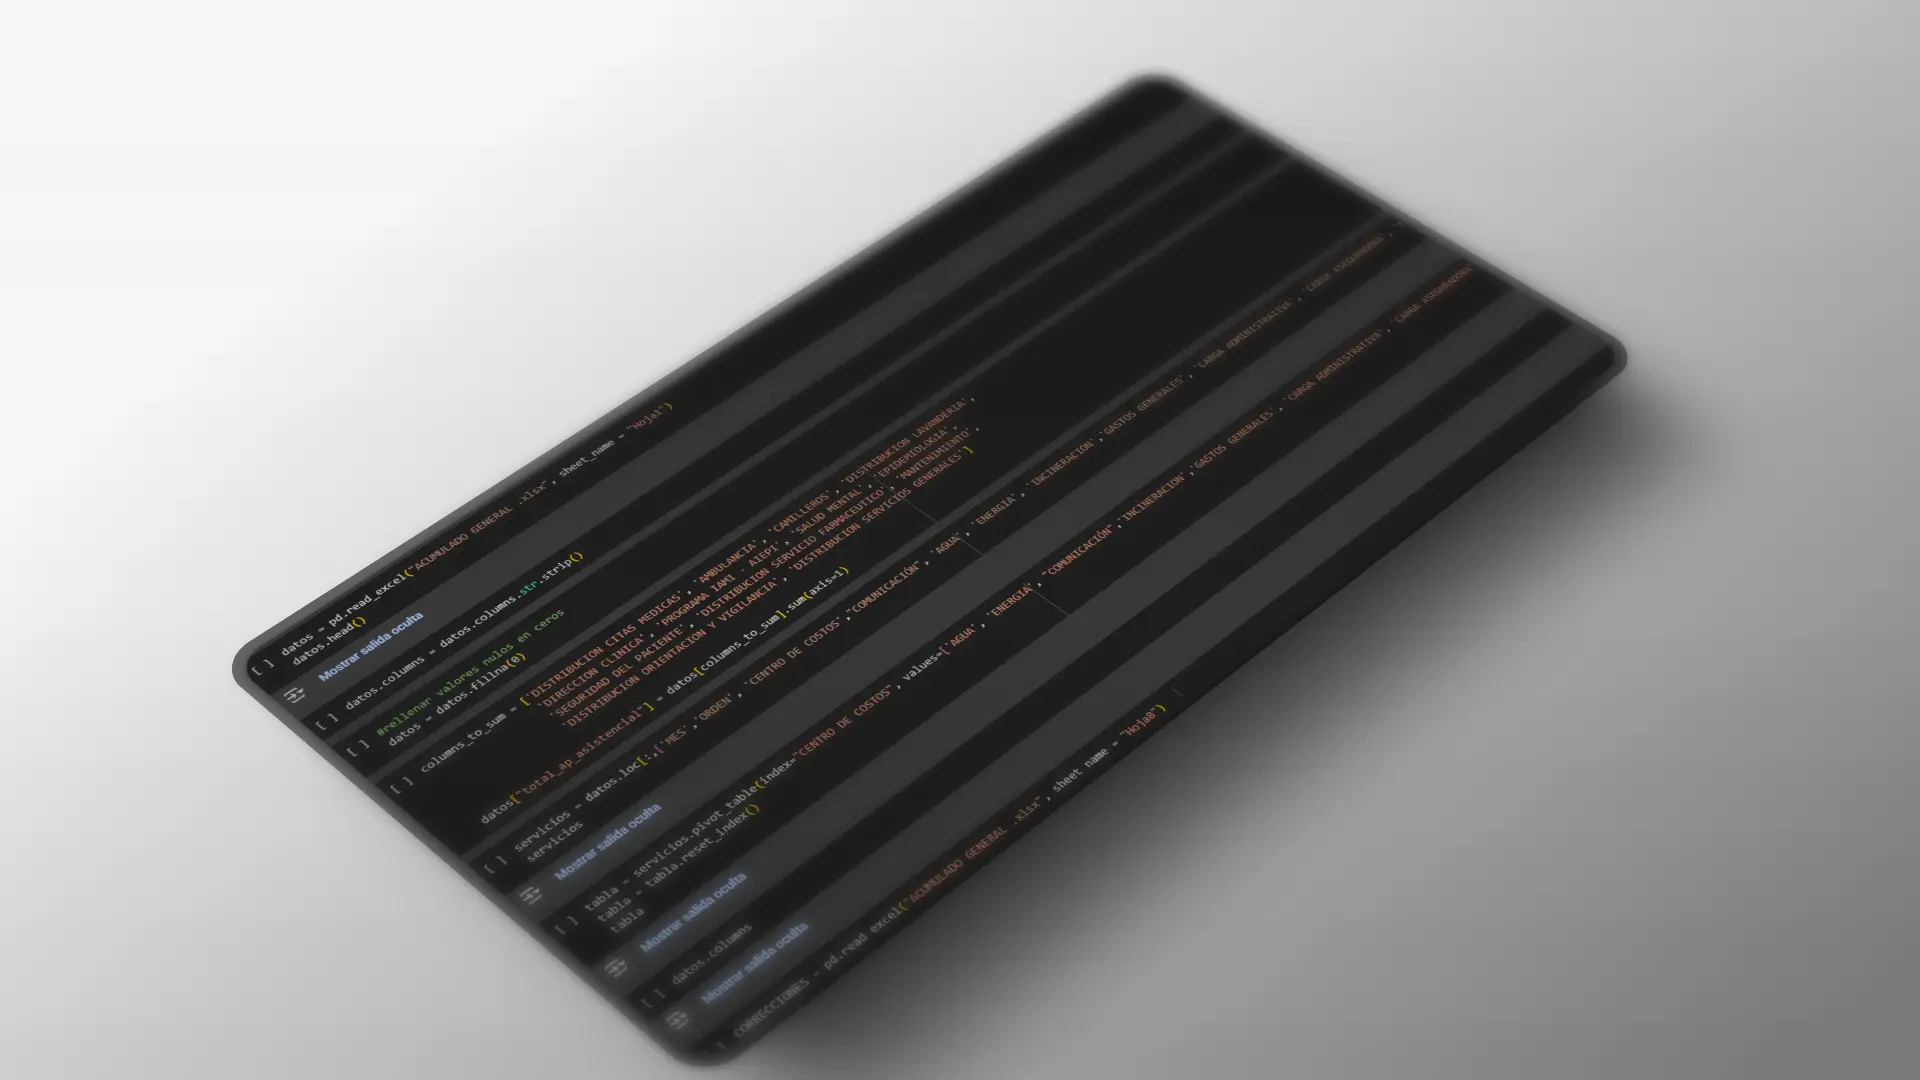 [ ] datos = pd.read_excel("ACUMULADO GENERAL .xlsx", sheet_name = "Hoja1")
datos.head()
Mostrar salida oculta
[ ] datos.columns = datos.columns.str.strip()
[ ] #rellenar valores nulos en ceros
datos = datos.fillna(0)
[ ] columns_to_sum = ['DISTRIBUCION CITAS MEDICAS', 'AMBULANCIA', 'CAMILLEROS', 'DISTRIBUCION LAVANDERIA',
'DIRECCION CLINICA', 'PROGRAMA IAMI - AIEPI', 'SALUD MENTAL', 'EPIDEMIOLOGIA',
'SEGURIDAD DEL PACIENTE', 'DISTRIBUCION SERVICIO FARMACEUTICO', 'MANTENIMIENTO',
'DISTRIBUCION ORIENTACION Y VIGILANCIA', 'DISTRIBUCION SERVICIOS GENERALES']
datos["total_ap_asistencial"] = datos[columns_to_sum].sum(axis=1)
[ ] servicios = datos.loc[:,['MES','ORDEN', 'CENTRO DE COSTOS', "COMUNICACIÓN", 'AGUA', 'ENERGIA', 'INCINERACION','GASTOS GENERALES', 'CARGA ADMINISTRATIVA', 'CARGA ASEGURADORA',
servicios
Mostrar salida oculta
[ ] tabla = servicios.pivot_table(index="CENTRO DE COSTOS", values=['AGUA', 'ENERGIA', "COMUNICACIÓN",'INCINERACION','GASTOS GENERALES', 'CARGA ADMINISTRATIVA', 'CARGA ASEGURADORA'
tabla = tabla.reset_index()
tabla
Mostrar salida oculta
[ ] datos.columns
Mostrar salida oculta
[ ] CORRECCIONES = pd.read_excel("ACUMULADO GENERAL .xlsx", sheet_name = "Hoja8")